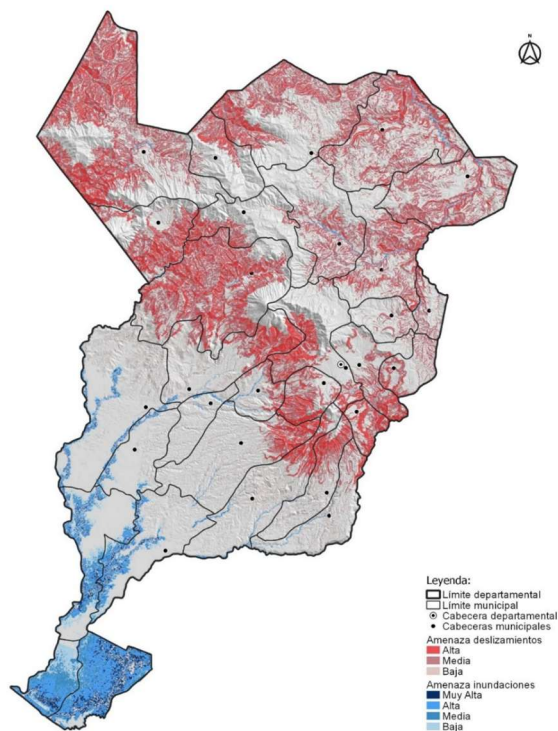 N
Leyenda:
Límite departamental
Límite municipal
Cabecera departamental
Cabeceras municipales
Amenaza deslizamientos
Alta
Media
Baja
Amenaza inundaciones
Muy Alta
Alta
Media
Baja